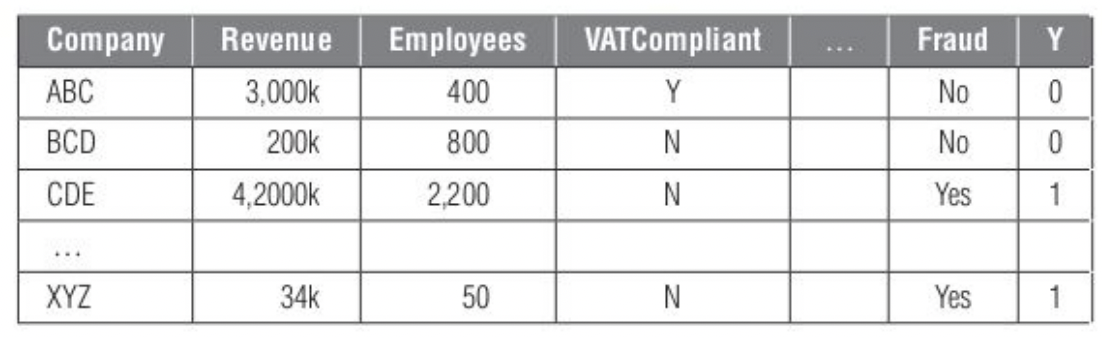 Company Revenue Employees VATCompliant ... Fraud Y
ABC 3,000k 400 Y No 0
BCD 200k 800 N No 0
CDE 4,2000k 2,200 N Yes 1
...
XYZ 34k 50 N Yes 1